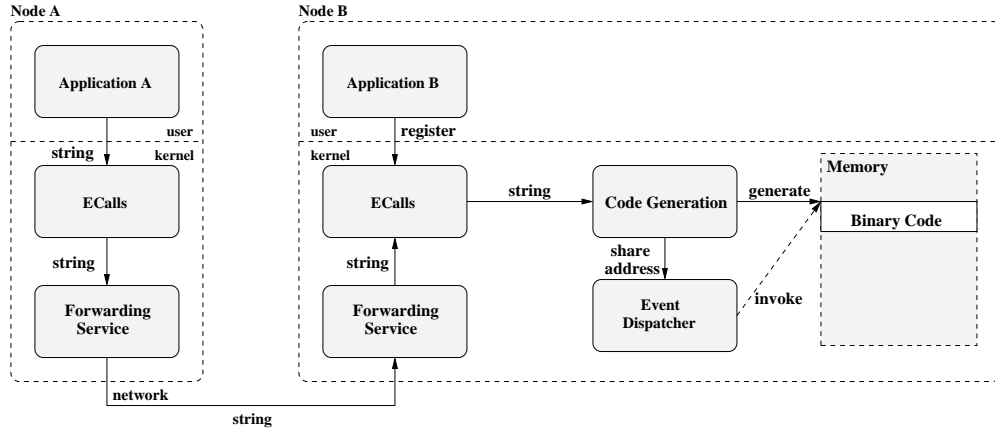 Node A
Node B
Application A
Application B
user
user
register
string
kernel
kernel
Memory
ECalls
ECalls
string
Code Generation
generate
Binary Code
string
string
share
address
Forwarding
Service
Forwarding
Service
Event
Dispatcher
invoke
network
string